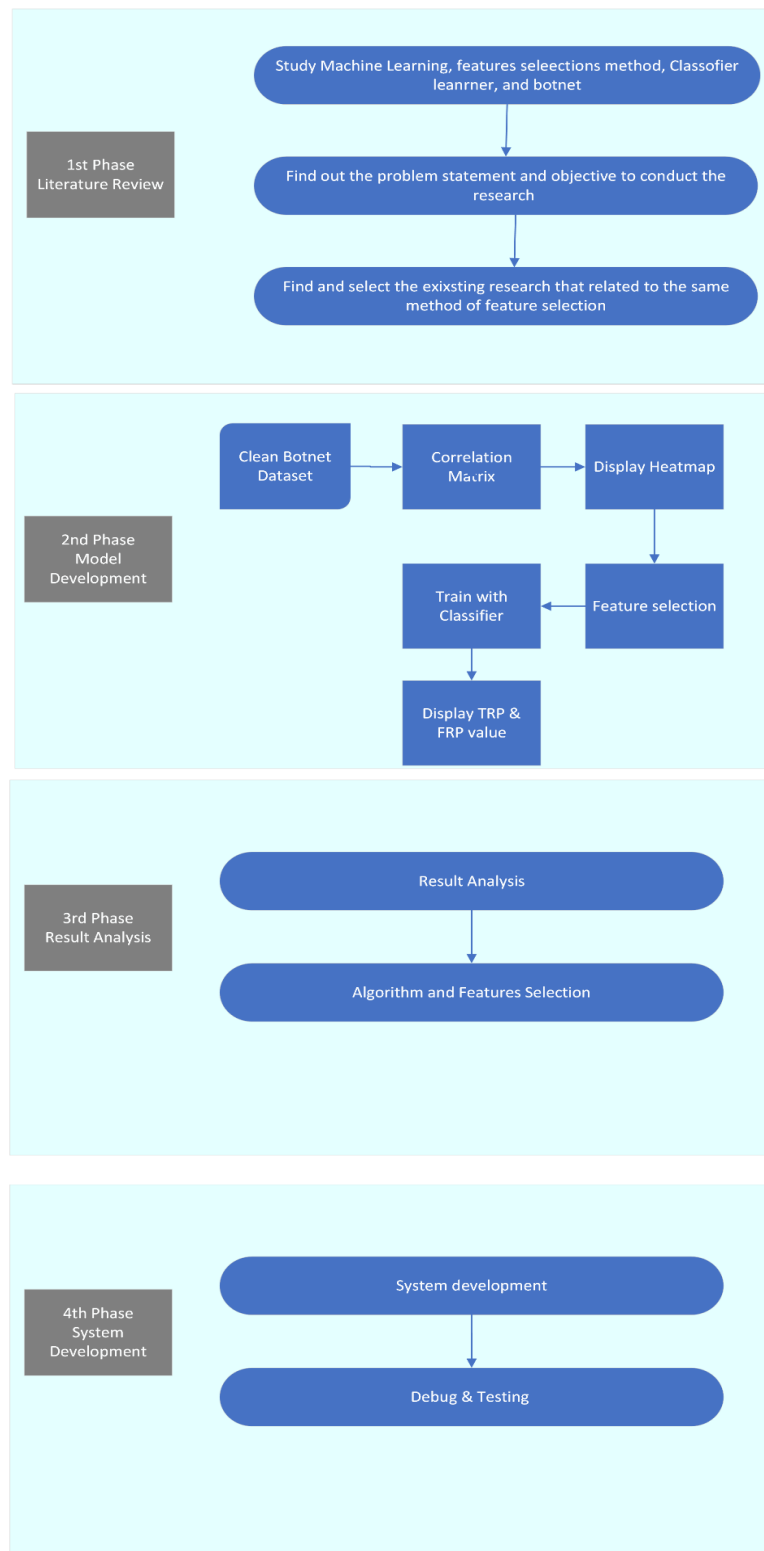 Study Machine Learning, features seleections method, Classofier
leanrner, and botnet
1st Phase
Literature Review
Find out the problem statement and objective to conduct the
research
Find and select the exixsting research that related to the same
method of feature selection
Clean Botnet
Dataset
Correlation
Matrix
Display Heatmap
2nd Phase
Model
Development
Train with
Classifier
Feature selection
Display TRP &
FRP value
Result Analysis
3rd Phase
Result Analysis
Algorithm and Features Selection
System development
4th Phase
System
Development
Debug & Testing